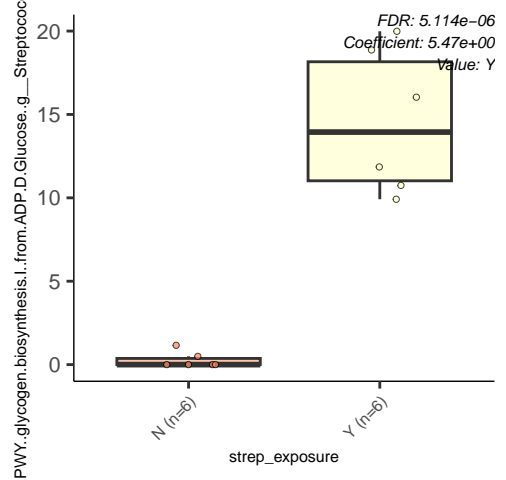 FDR: 5.114e−06
Coefficient: 5.47e+00
Value: Y
PWY..glycogen.biosynthesis.I..from.ADP.D.Glucose..g__Streptococ
20
15
10
5
0
N (n=6)
Y (n=6)
strep_exposure